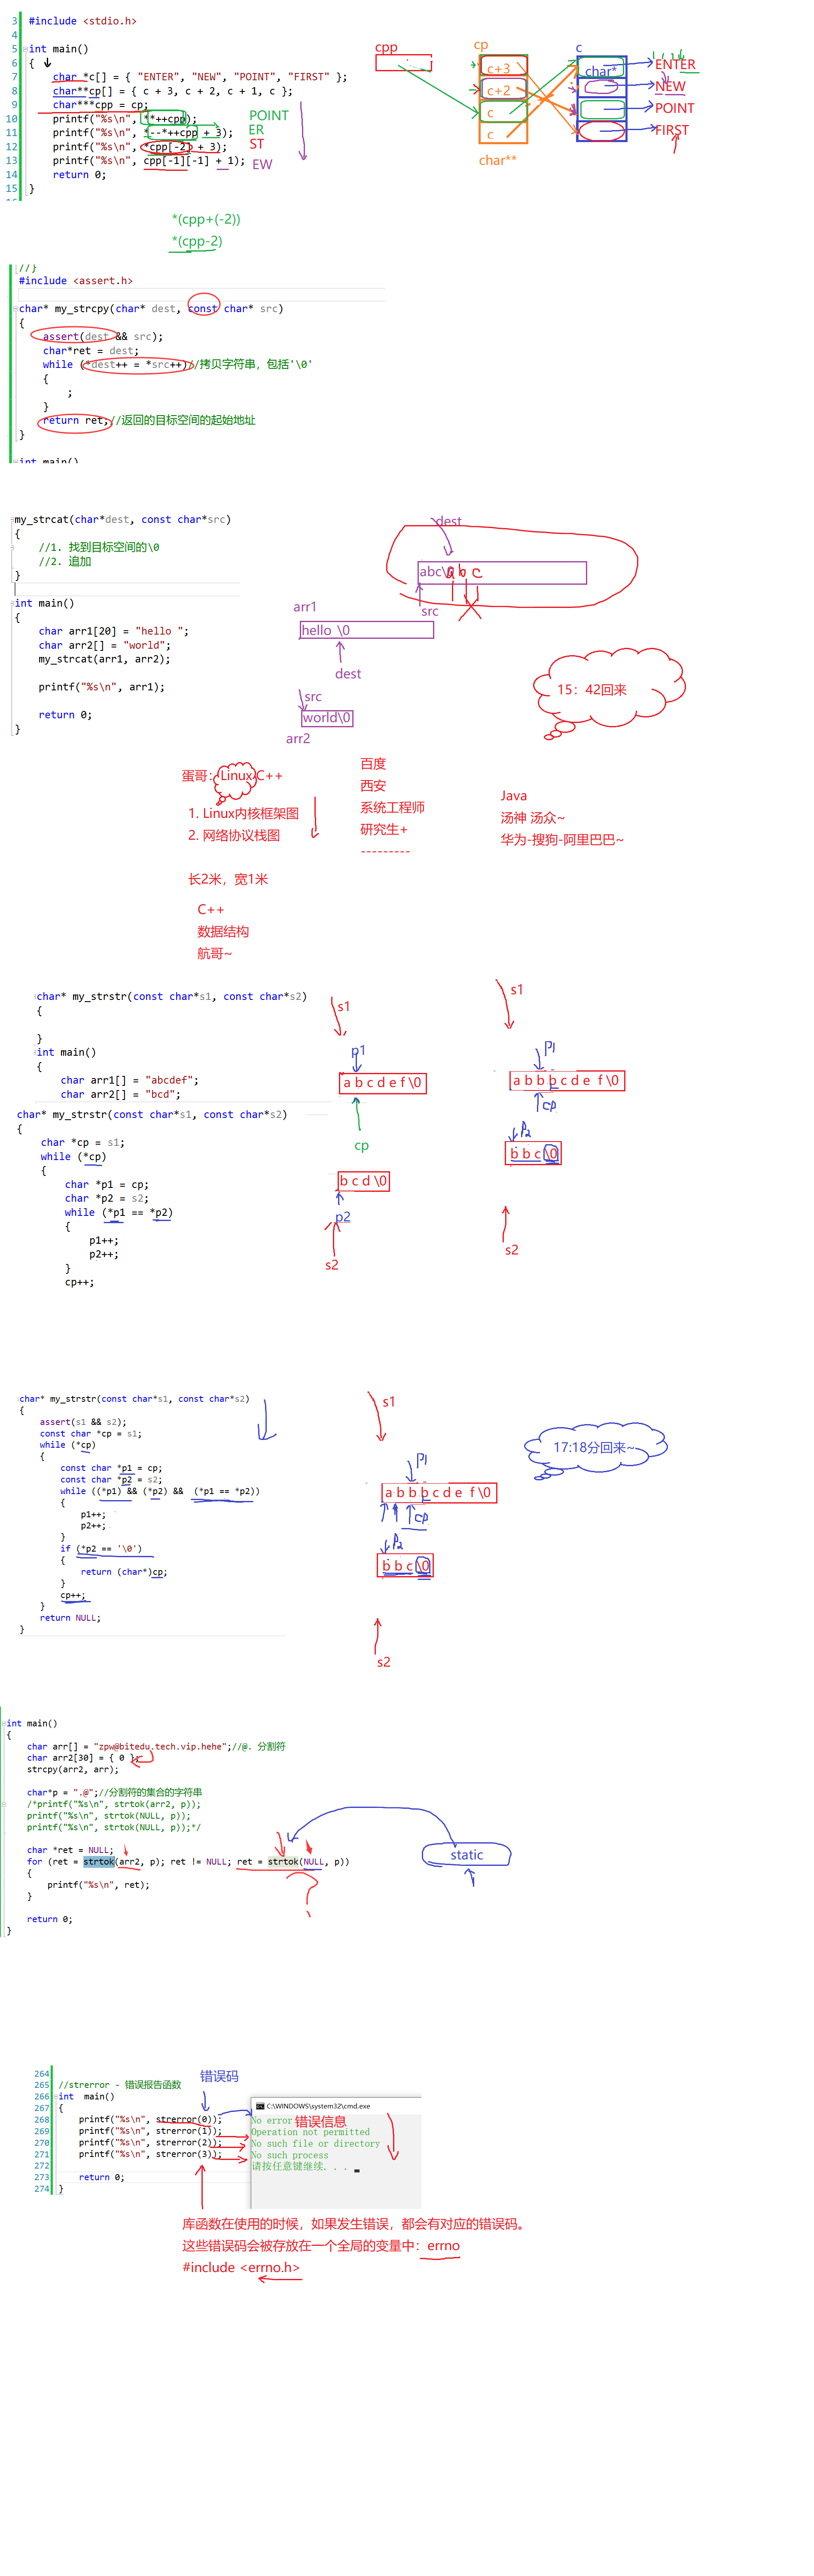 3 #include <stdio.h>
4
5 int main()
6 {
7 char *c[] = { "ENTER", "NEW", "POINT", "FIRST" };
8 char**cp[] = { c + 3, c + 2, c + 1, c };
9 char***cpp = cp;
10 printf("%s\n", **++cpp);
11 printf("%s\n", *--*++cpp + 3);
12 printf("%s\n", *cpp[-2] + 3);
13 printf("%s\n", cpp[-1][-1] + 1);
14 return 0;
15 }
POINT
ER
ST
EW
cpp
cp
c+3
c+2
c
c
char**
c
char*
ENTER
NEW
POINT
FIRST
*(cpp+(-2))
*(cpp-2)
//}
#include <assert.h>
char* my_strcpy(char* dest, const char* src)
{
assert(dest && src);
char*ret = dest;
while (*dest++ = *src++)//拷贝字符串，包括'\0'
{
;
}
return ret;//返回的目标空间的起始地址
}
int main()
my_strcat(char*dest, const char*src)
{
//1. 找到目标空间的\0
//2. 追加
}
int main()
{
char arr1[20] = "hello ";
char arr2[] = "world";
my_strcat(arr1, arr2);
printf("%s\n", arr1);
return 0;
}
dest
abc\a b c
src
arr1
hello \0
dest
src
world\0
arr2
15：42回来
蛋哥：Linux C++
1. Linux内核框架图
2. 网络协议栈图
长2米，宽1米
C++
数据结构
航哥~
百度
西安
系统工程师
研究生+
---------
Java
汤神 汤众~
华为-搜狗-阿里巴巴~
char* my_strstr(const char*s1, const char*s2)
{
}
int main()
{
char arr1[] = "abcdef";
char arr2[] = "bcd";
char* my_strstr(const char*s1, const char*s2)
{
char *cp = s1;
while (*cp)
{
char *p1 = cp;
char *p2 = s2;
while (*p1 == *p2)
{
p1++;
p2++;
}
cp++;
s1
p1
a b c d e f \0
cp
b c d \0
p2
s2
s1
p1
a b b b c d e f \0
cp
p2
b b c \0
s2
char* my_strstr(const char*s1, const char*s2)
{
assert(s1 && s2);
const char *cp = s1;
while (*cp)
{
const char *p1 = cp;
const char *p2 = s2;
while ((*p1) && (*p2) && (*p1 == *p2))
{
p1++;
p2++;
}
if (*p2 == '\0')
{
return (char*)cp;
}
cp++;
}
return NULL;
}
s1
p1
a b b b c d e f \0
cp
p2
b b c \0
s2
17:18分回来~
int main()
{
char arr[] = "zpw@bitedu.tech.vip.hehe";//@. 分割符
char arr2[30] = { 0 };
strcpy(arr2, arr);
char*p = ".@";//分割符的集合的字符串
/*printf("%s\n", strtok(arr2, p));
printf("%s\n", strtok(NULL, p));
printf("%s\n", strtok(NULL, p));*/
char *ret = NULL;
for (ret = strtok(arr2, p); ret != NULL; ret = strtok(NULL, p))
{
printf("%s\n", ret);
}
return 0;
}
static
?
264
265 //strerror - 错误报告函数
266 int main()
267 {
268 printf("%s\n", strerror(0));
269 printf("%s\n", strerror(1));
270 printf("%s\n", strerror(2));
271 printf("%s\n", strerror(3));
272
273 return 0;
274 }
错误码
C:\WINDOWS\system32\cmd.exe
No error 错误信息
Operation not permitted
No such file or directory
No such process
请按任意键继续. . .
库函数在使用的时候，如果发生错误，都会有对应的错误码。
这些错误码会被存放在一个全局的变量中：errno
#include <errno.h>